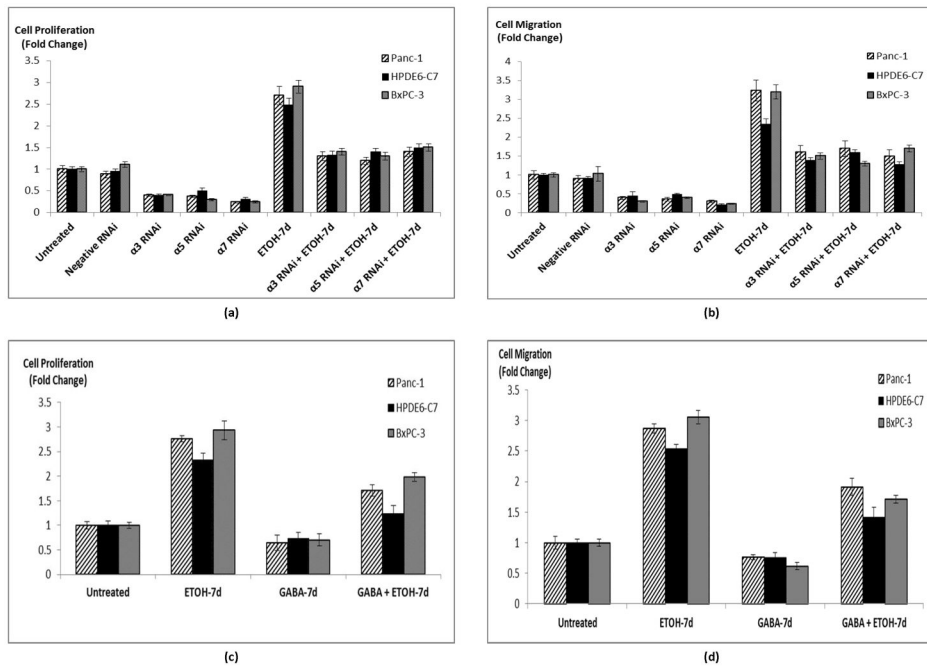 Cell Proliferation
(Fold Change)
Panc-1
HPDE6-C7
BxPC-3
3.5
3
2.5
2
1.5
1
0.5
0
Untreated
Negative RNAi
α3 RNAi
α5 RNAi
α7 RNAi
ETOH-7d
α3 RNAi + ETOH-7d
α5 RNAi + ETOH-7d
α7 RNAi + ETOH-7d
(a)
Cell Migration
(Fold Change)
Panc-1
HPDE6-C7
BxPC-3
4
3.5
3
2.5
2
1.5
1
0.5
0
Untreated
Negative RNAi
α3 RNAi
α5 RNAi
α7 RNAi
ETOH-7d
α3 RNAi + ETOH-7d
α5 RNAi + ETOH-7d
α7 RNAi + ETOH-7d
(b)
Cell Proliferation
(Fold Change)
Panc-1
HPDE6-C7
BxPC-3
3.5
3
2.5
2
1.5
1
0.5
0
Untreated
ETOH-7d
GABA-7d
GABA + ETOH-7d
(c)
Cell Migration
(Fold Change)
Panc-1
HPDE6-C7
BxPC-3
3.5
3
2.5
2
1.5
1
0.5
0
Untreated
ETOH-7d
GABA-7d
GABA + ETOH-7d
(d)